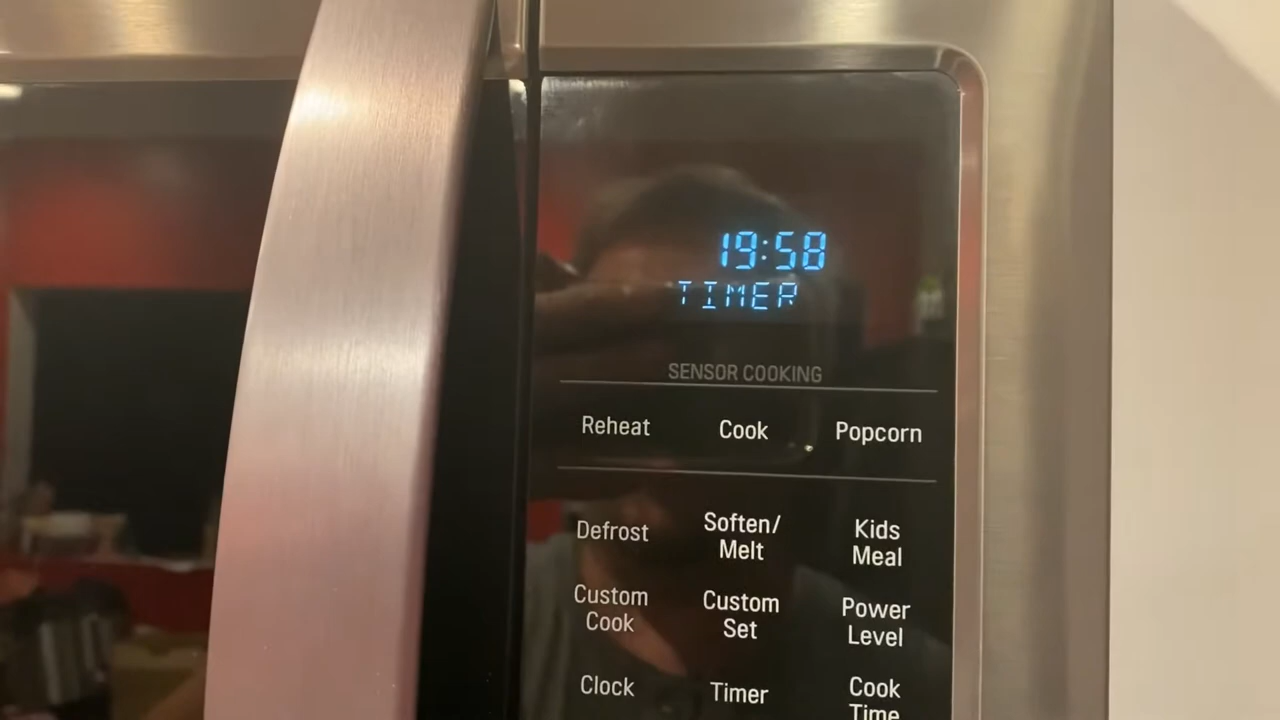 19:58
TIMER
SENSOR COOKING
Reheat Cook Popcorn
Defrost Soften/ Melt Kids Meal
Custom Cook Custom Set Power Level
Clock Timer Cook Time